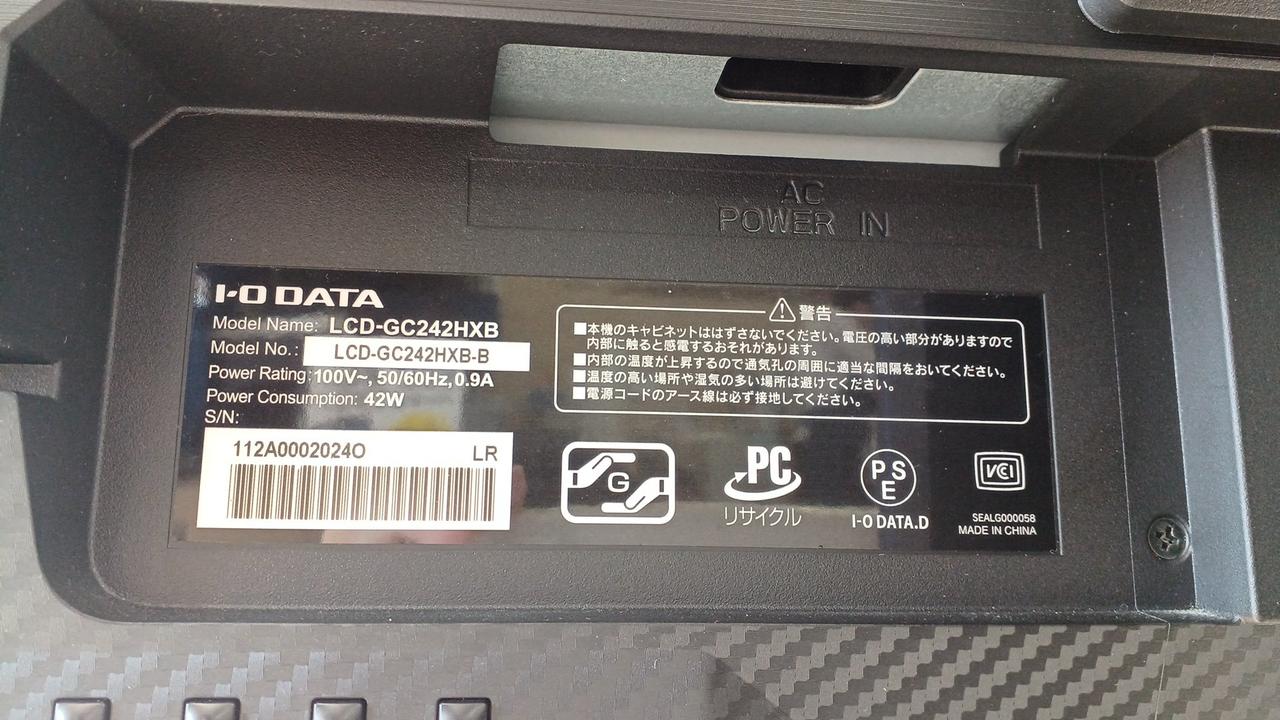 AC
POWER IN
I-O DATA
Model Name: LCD-GC242HXB
Model No.: LCD-GC242HXB-B
Power Rating: 100V~, 50/60Hz, 0.9A
Power Consumption: 42W
S/N:
112A0002024O LR
警告
■本機のキャビネットははずさないでください。電圧の高い部分がありますので
内部に触ると感電するおそれがあります。
■内部の温度が上昇するので通気孔の周囲に適当な間隔をおいてください。
■温度の高い場所や湿気の多い場所は避けてください。
■電源コードのアース線は必ず接地してください。
G
PC
リサイクル
PS
E
I-O DATA.D
VCCI
SEALG000058
MADE IN CHINA